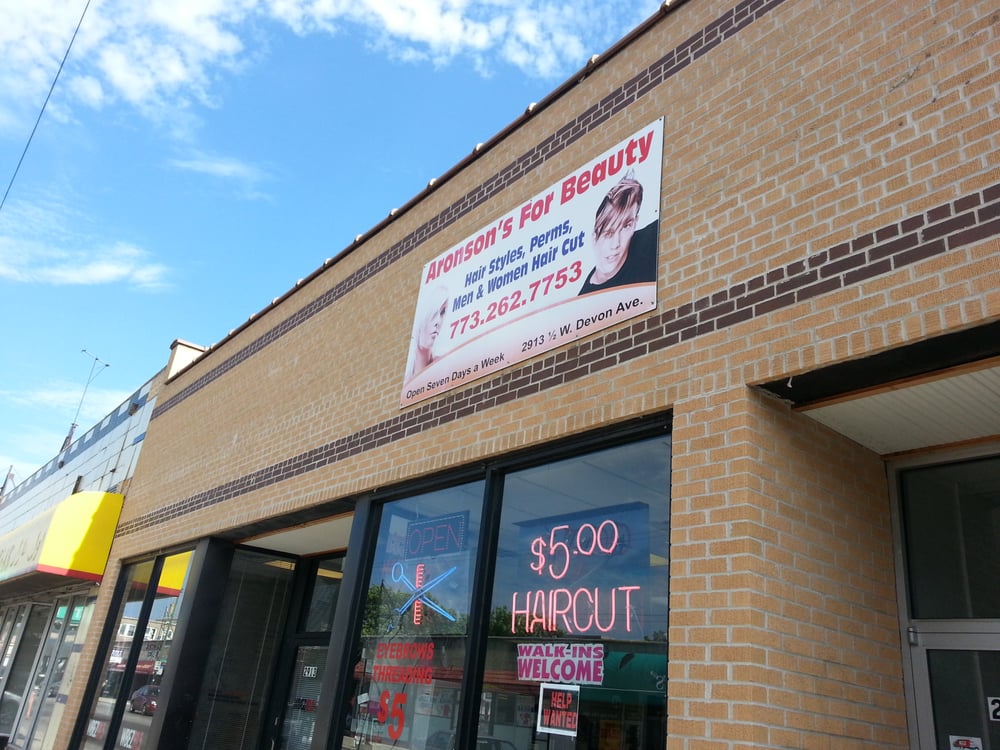 Aronson's For Beauty
Hair Styles, Perms,
Men & Women Hair Cut
773.262.7753
Open Seven Days a Week 2913 ½ W. Devon Ave.
OPEN
$5.00
HAIRCUT
EYEBROWS
THREADING
$5
WALK-INS
WELCOME
HELP
WANTED
2913